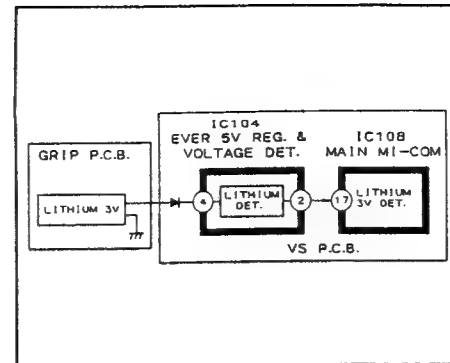 IC104
EVER 5V REG. &
VOLTAGE DET.
IC108
MAIN MI-COM
GRIP P.C.B.
LITHIUM 3V
4
LITHIUM
DET.
2
17
LITHIUM
3V DET.
VS P.C.B.